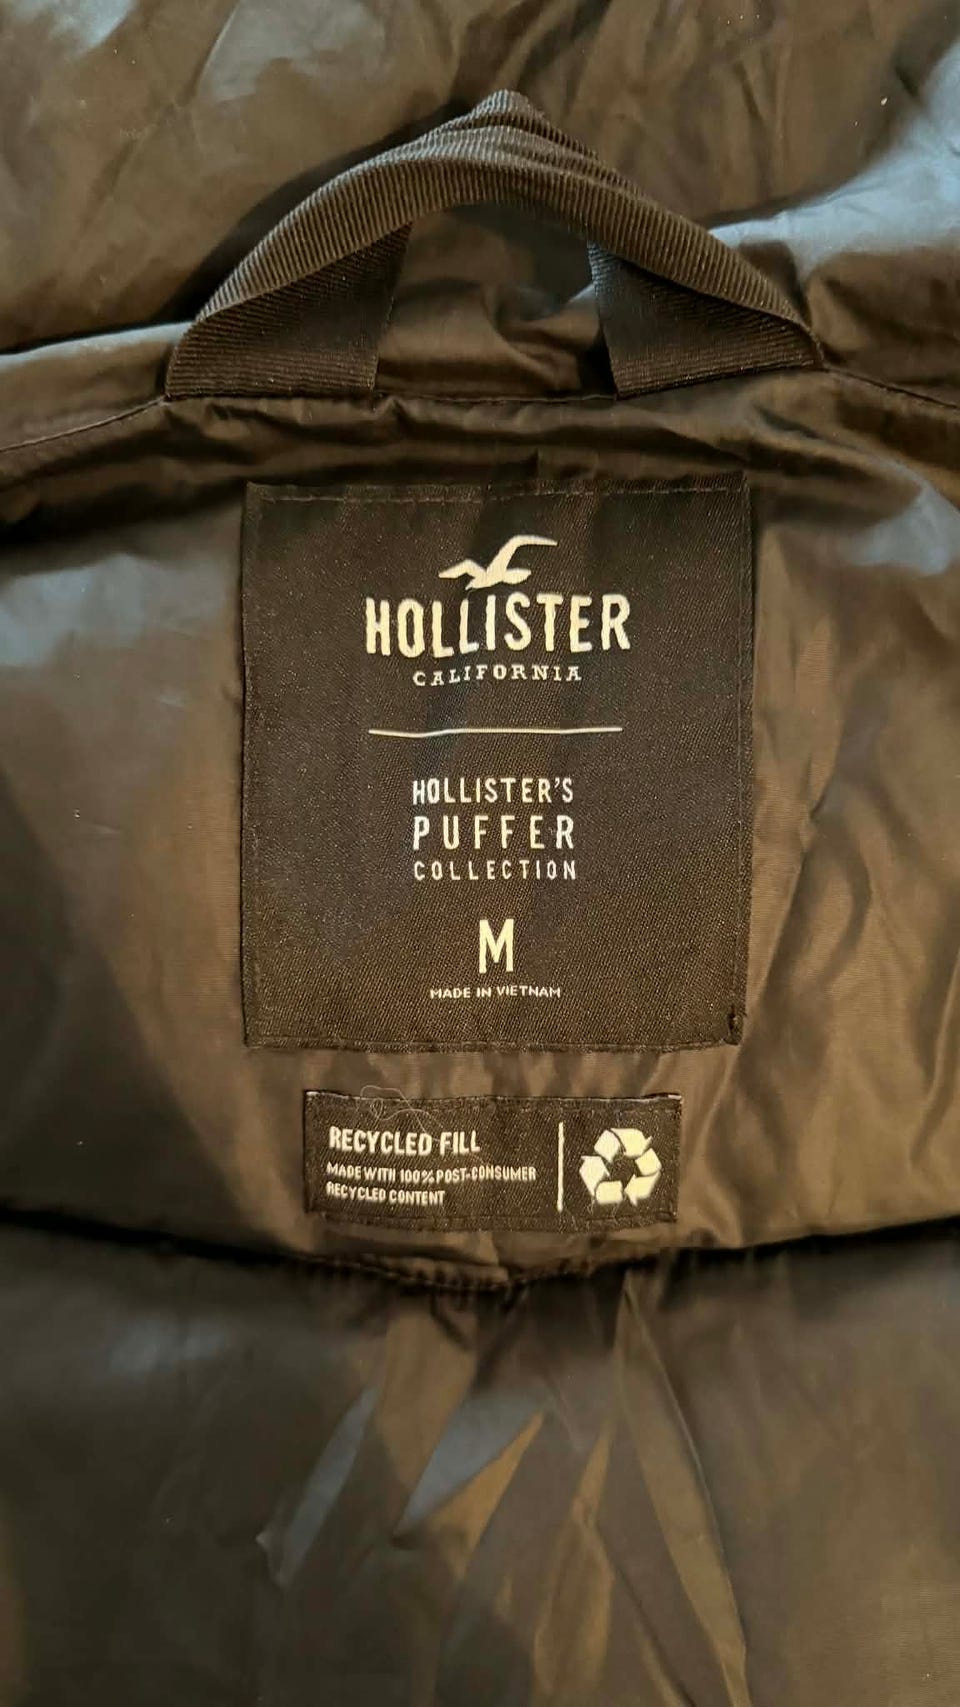 HOLLISTER
CALIFORNIA
HOLLISTER'S
PUFFER
COLLECTION
M
MADE IN VIETNAM
RECYCLED FILL
MADE WITH 100% POST-CONSUMER
RECYCLED CONTENT